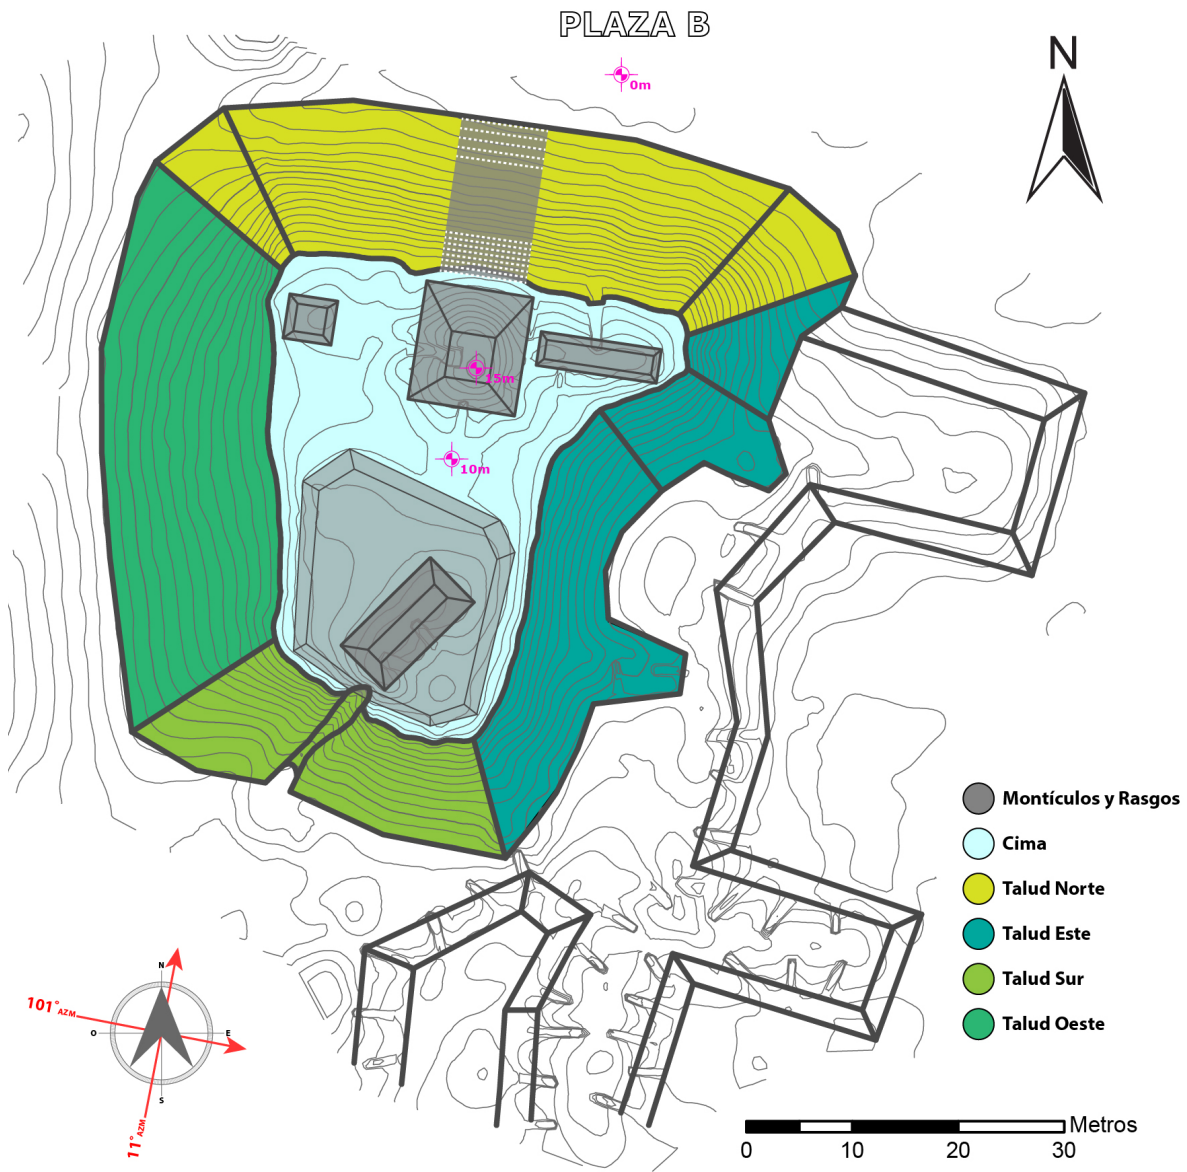 PLAZA B
N
0m
15m
10m
Montículos y Rasgos
Cima
Talud Norte
Talud Este
Talud Sur
Talud Oeste
N
101° AZM
O
E
S
11° AZM
Metros
0
10
20
30